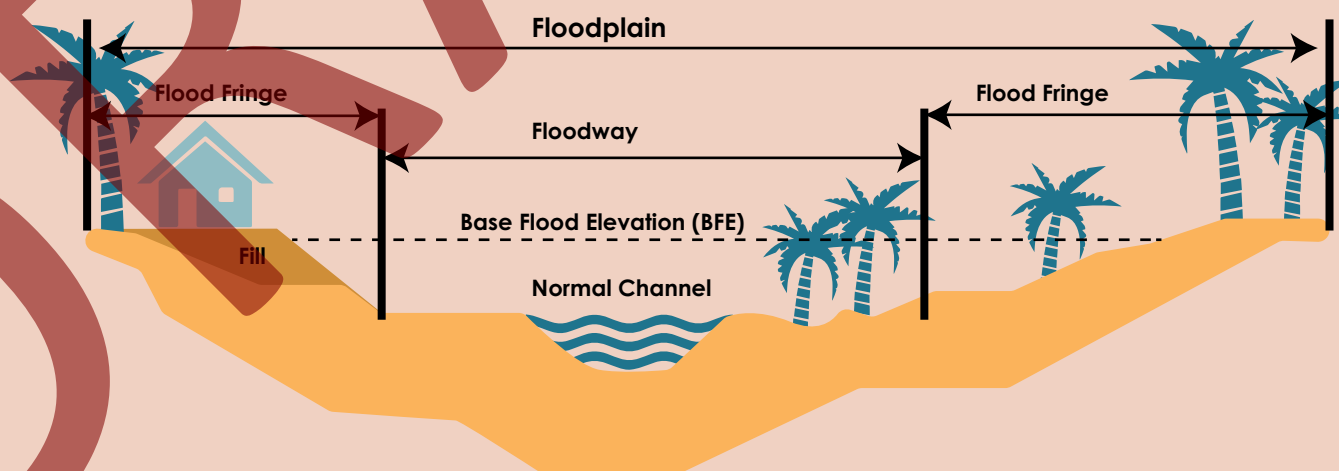 Floodplain
Flood Fringe
Flood Fringe
Floodway
Base Flood Elevation (BFE)
Fill
Normal Channel